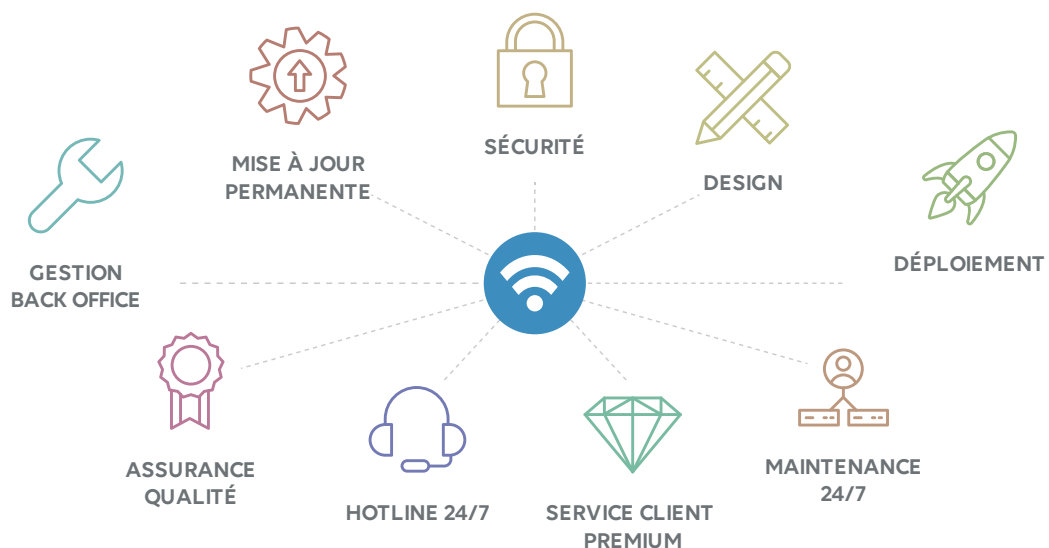 SÉCURITÉ
MISE À JOUR
PERMANENTE
DESIGN
GESTION
BACK OFFICE
DÉPLOIEMENT
ASSURANCE
QUALITÉ
MAINTENANCE
24/7
HOTLINE 24/7
SERVICE CLIENT
PREMIUM